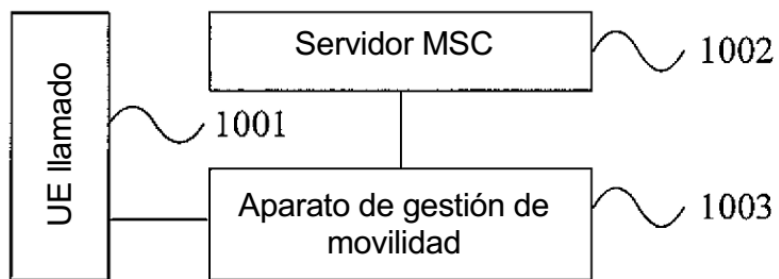 Servidor MSC
1002
UE llamado
1001
Aparato de gestión de
movilidad
1003